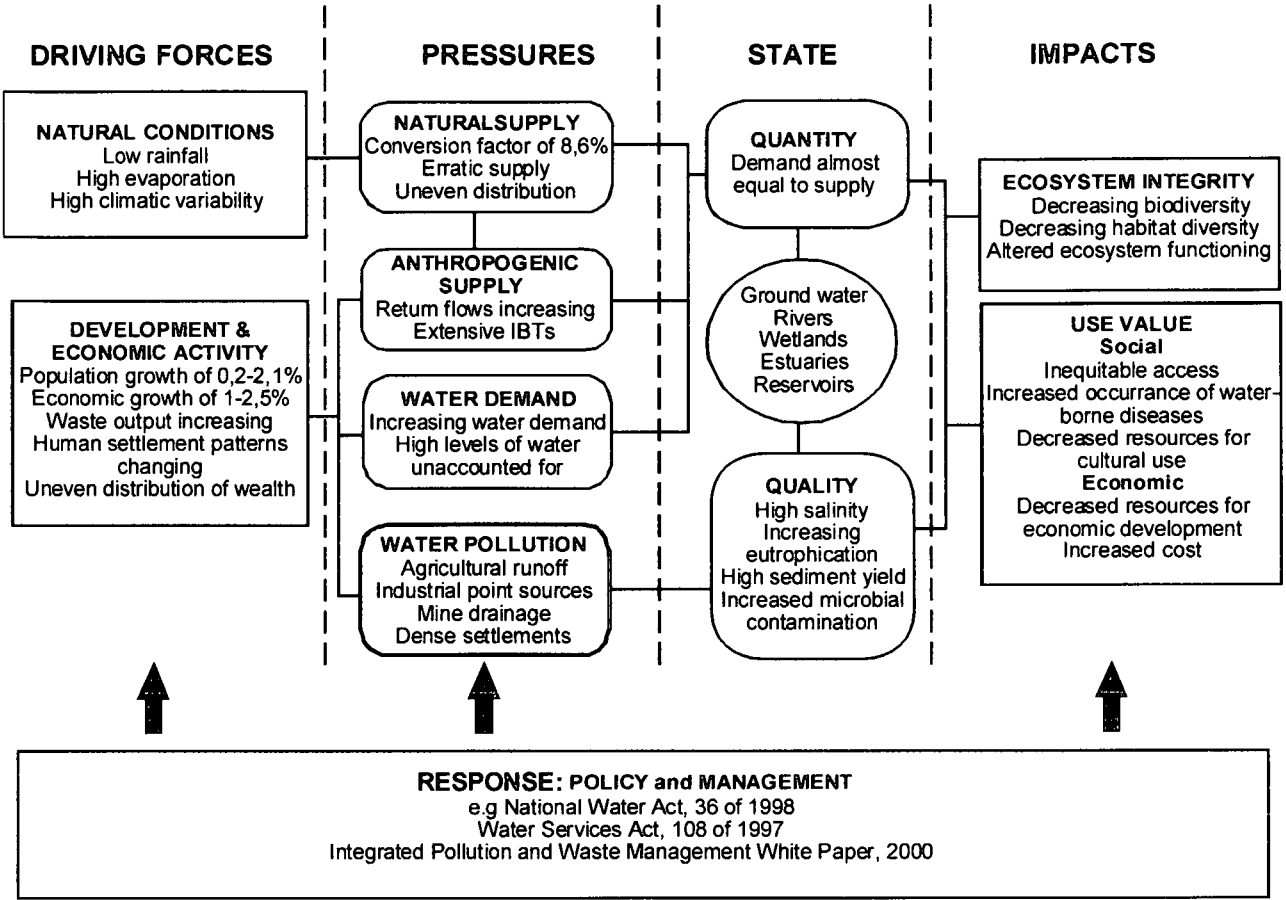 DRIVING FORCES
PRESSURES
STATE
IMPACTS
NATURAL CONDITIONS
Low rainfall
High evaporation
High climatic variability
DEVELOPMENT &
ECONOMIC ACTIVITY
Population growth of 0,2-2,1%
Economic growth of 1-2,5%
Waste output increasing
Human settlement patterns
changing
Uneven distribution of wealth
NATURALSUPPLY
Conversion factor of 8,6%
Erratic supply
Uneven distribution
ANTHROPOGENIC
SUPPLY
Return flows increasing
Extensive IBTs
WATER DEMAND
Increasing water demand
High levels of water
unaccounted for
WATER POLLUTION
Agricultural runoff
Industrial point sources
Mine drainage
Dense settlements
QUANTITY
Demand almost
equal to supply
Ground water
Rivers
Wetlands
Estuaries
Reservoirs
QUALITY
High salinity
Increasing
eutrophication
High sediment yield
Increased microbial
contamination
ECOSYSTEM INTEGRITY
Decreasing biodiversity
Decreasing habitat diversity
Altered ecosystem functioning
USE VALUE
Social
Inequitable access
Increased occurrance of water-
borne diseases
Decreased resources for
cultural use
Economic
Decreased resources for
economic development
Increased cost
RESPONSE: POLICY and MANAGEMENT
e.g National Water Act, 36 of 1998
Water Services Act, 108 of 1997
Integrated Pollution and Waste Management White Paper, 2000